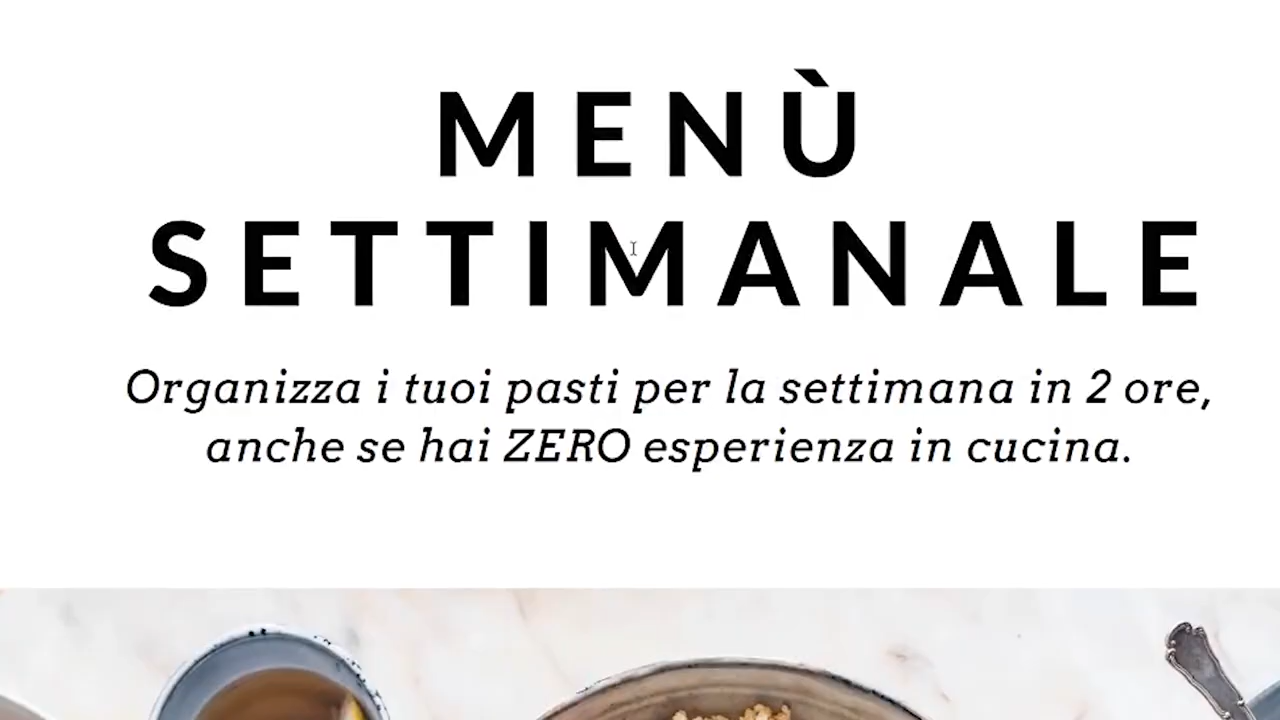 MENÙ
SETTIMANALE
Organizza i tuoi pasti per la settimana in 2 ore,
anche se hai ZERO esperienza in cucina.